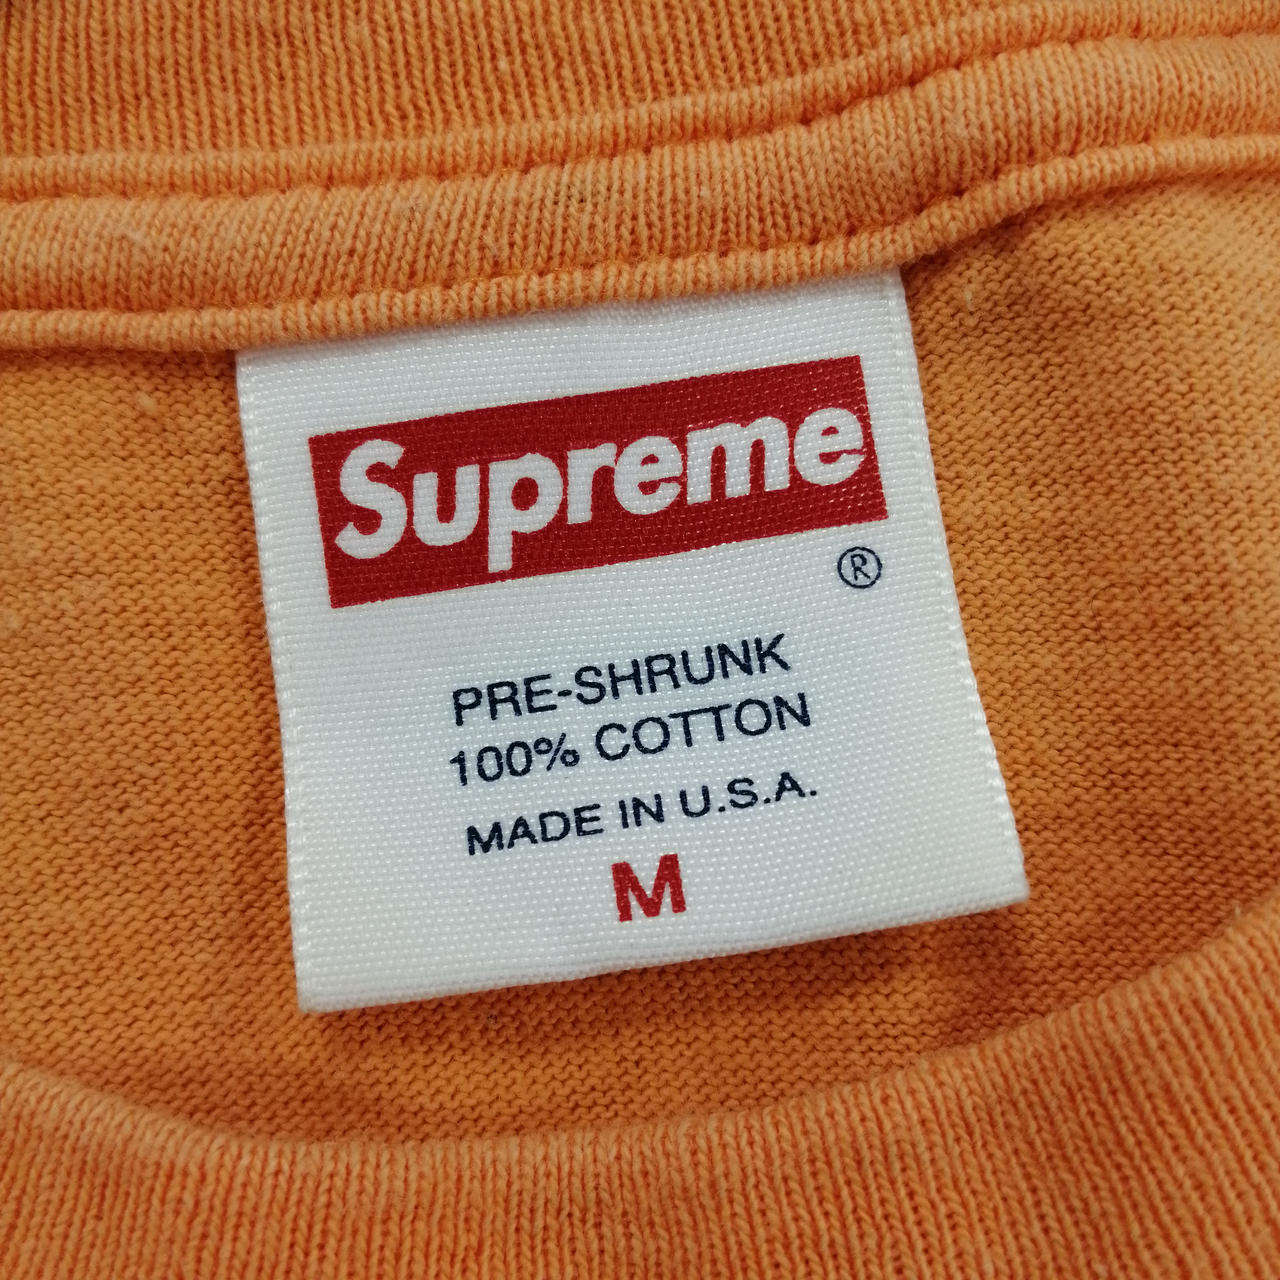 Supreme
®
PRE-SHRUNK
100% COTTON
MADE IN U.S.A.
M